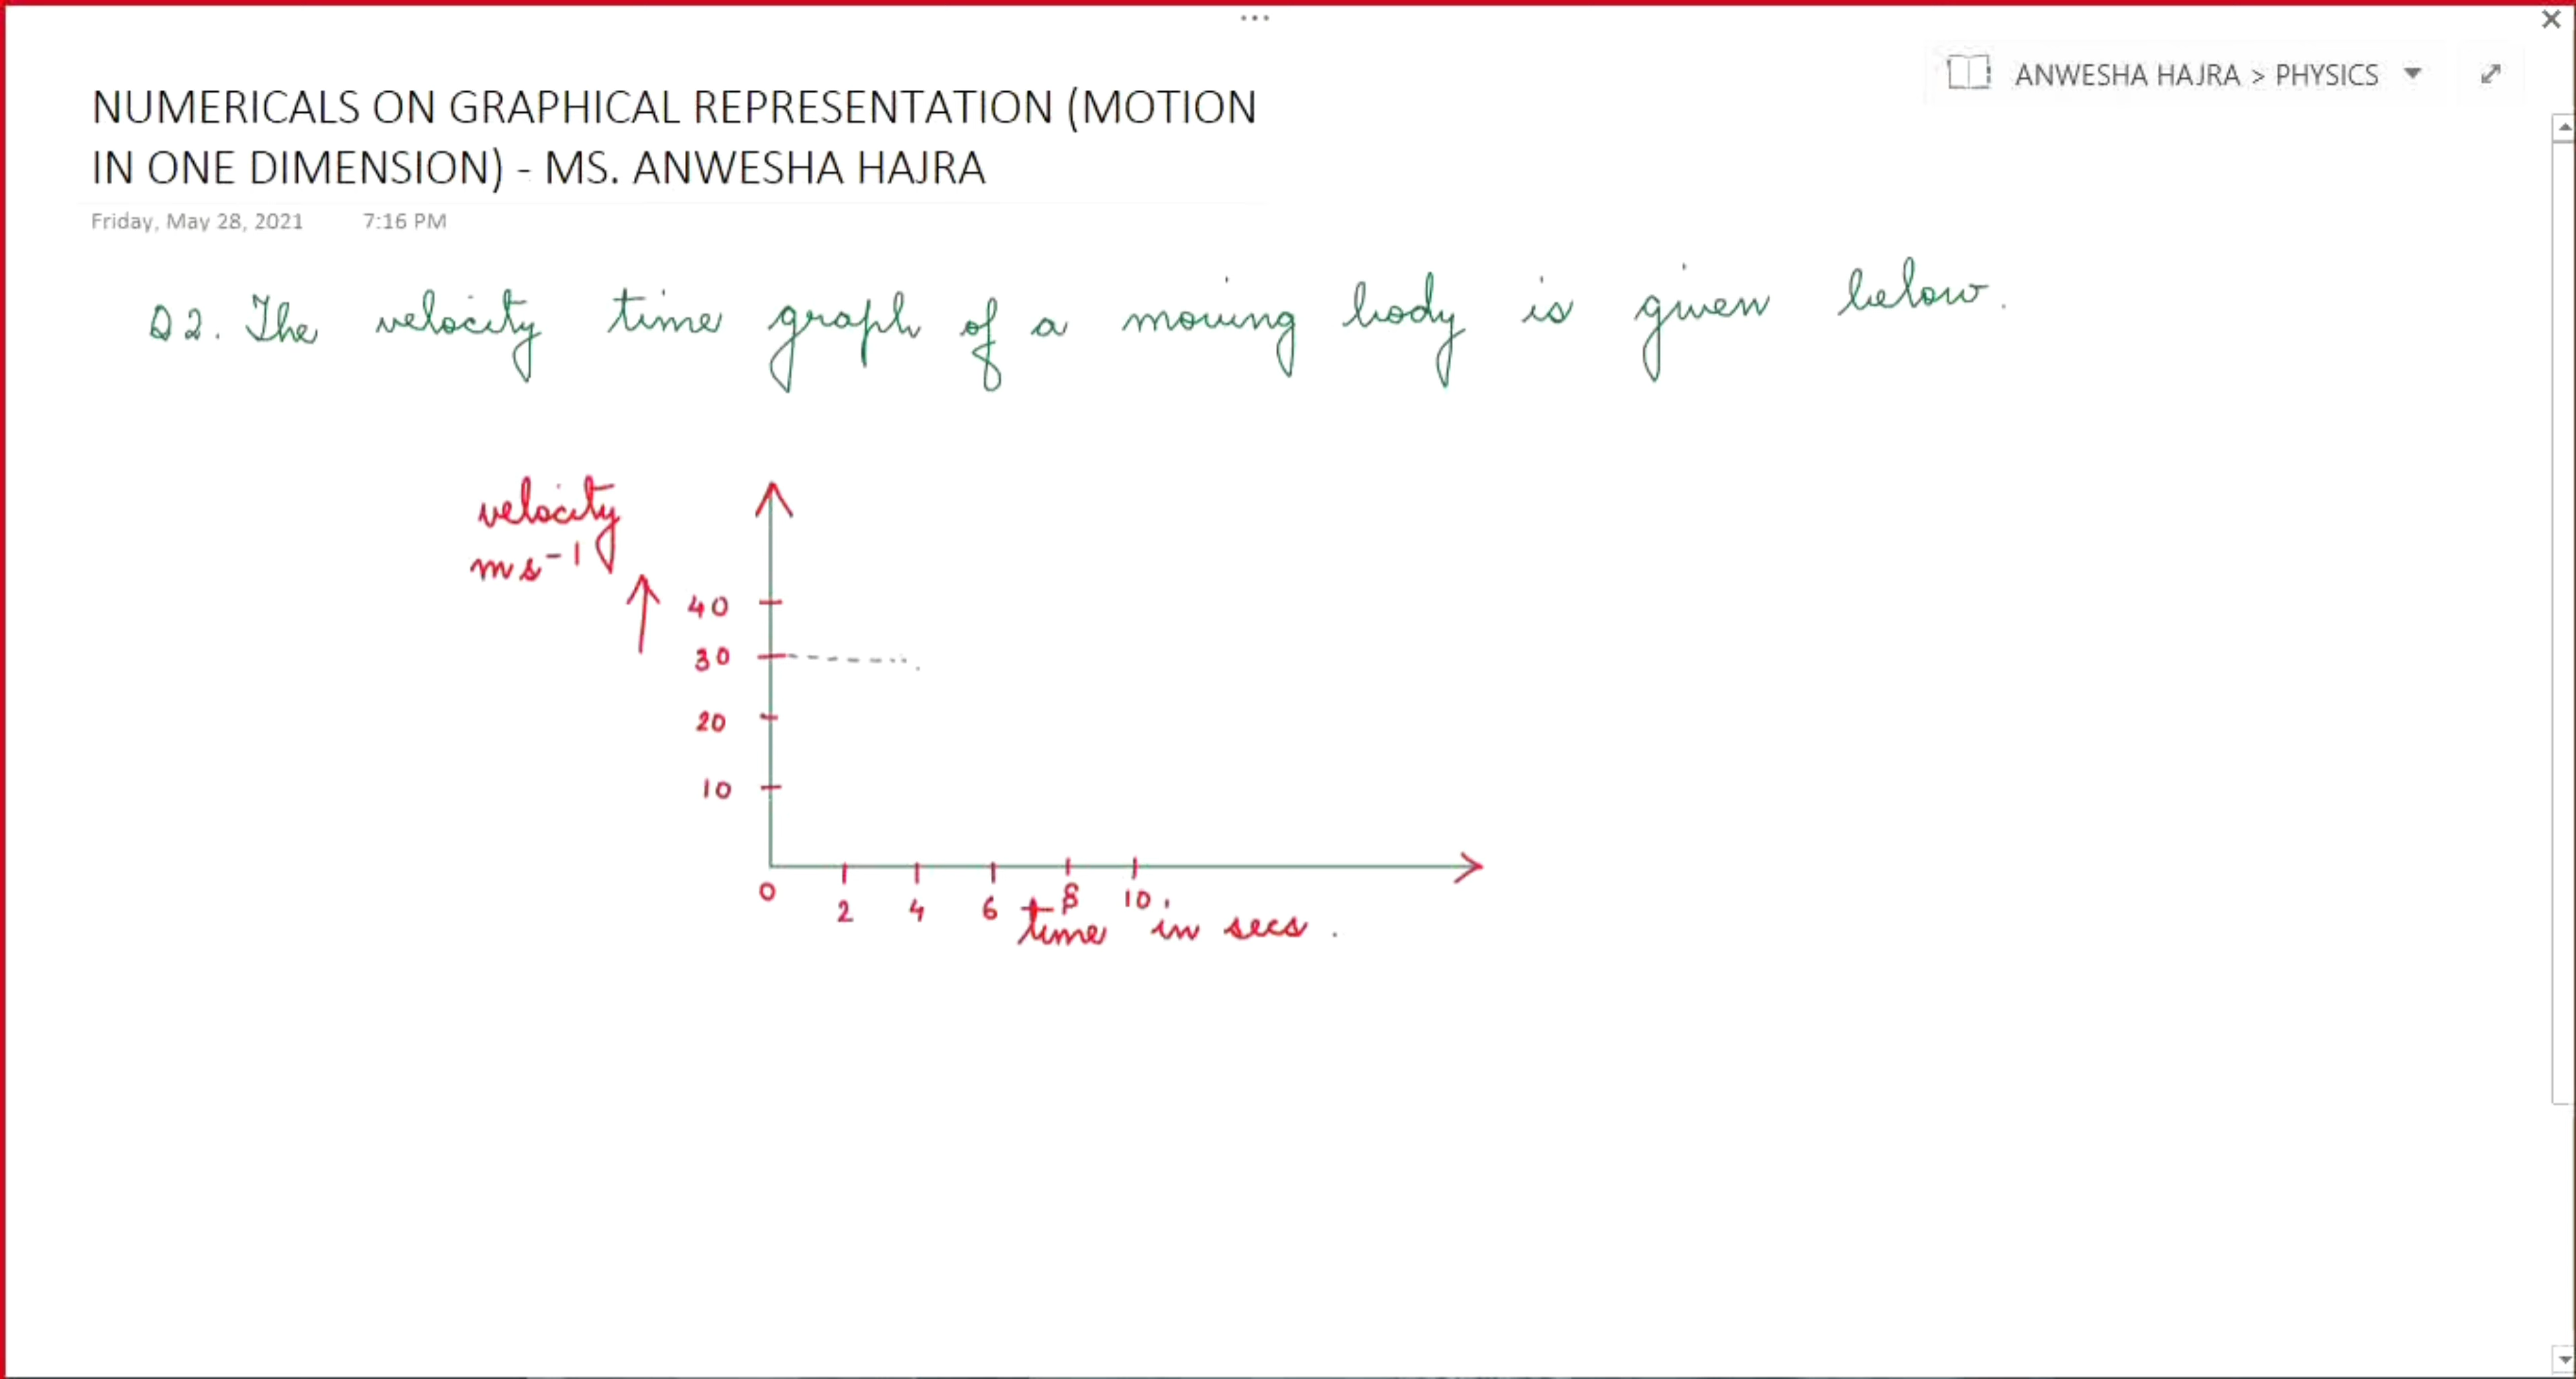 ANWESHA HAJRA > PHYSICS
NUMERICALS ON GRAPHICAL REPRESENTATION (MOTION
IN ONE DIMENSION) - MS. ANWESHA HAJRA
Friday, May 28, 2021 7:16 PM
Q2. The velocity time graph of a moving body is given below.
velocity
ms⁻¹
40
30
20
10
0 2 4 6 8 10
time in secs.